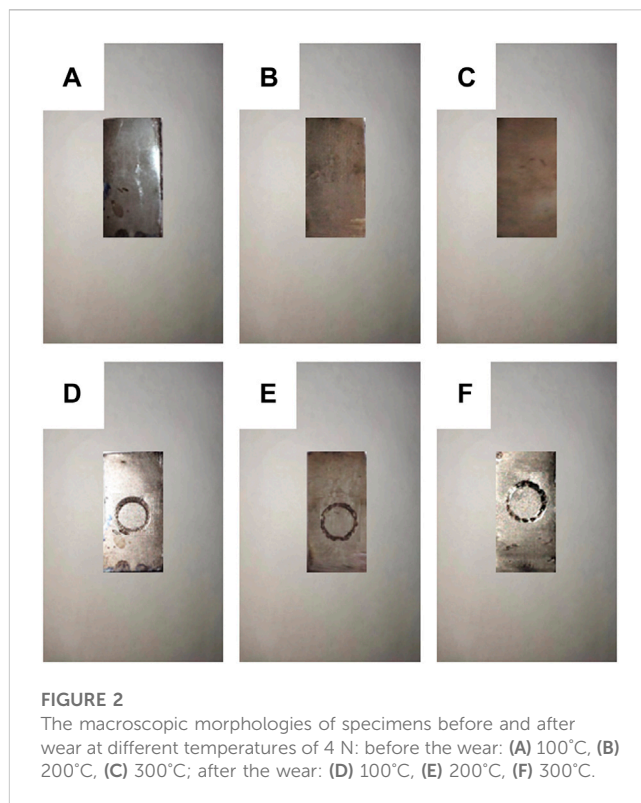 A
B
C
D
E
F
FIGURE 2
The macroscopic morphologies of specimens before and after
wear at different temperatures of 4 N: before the wear: (A) 100°C, (B)
200°C, (C) 300°C; after the wear: (D) 100°C, (E) 200°C, (F) 300°C.